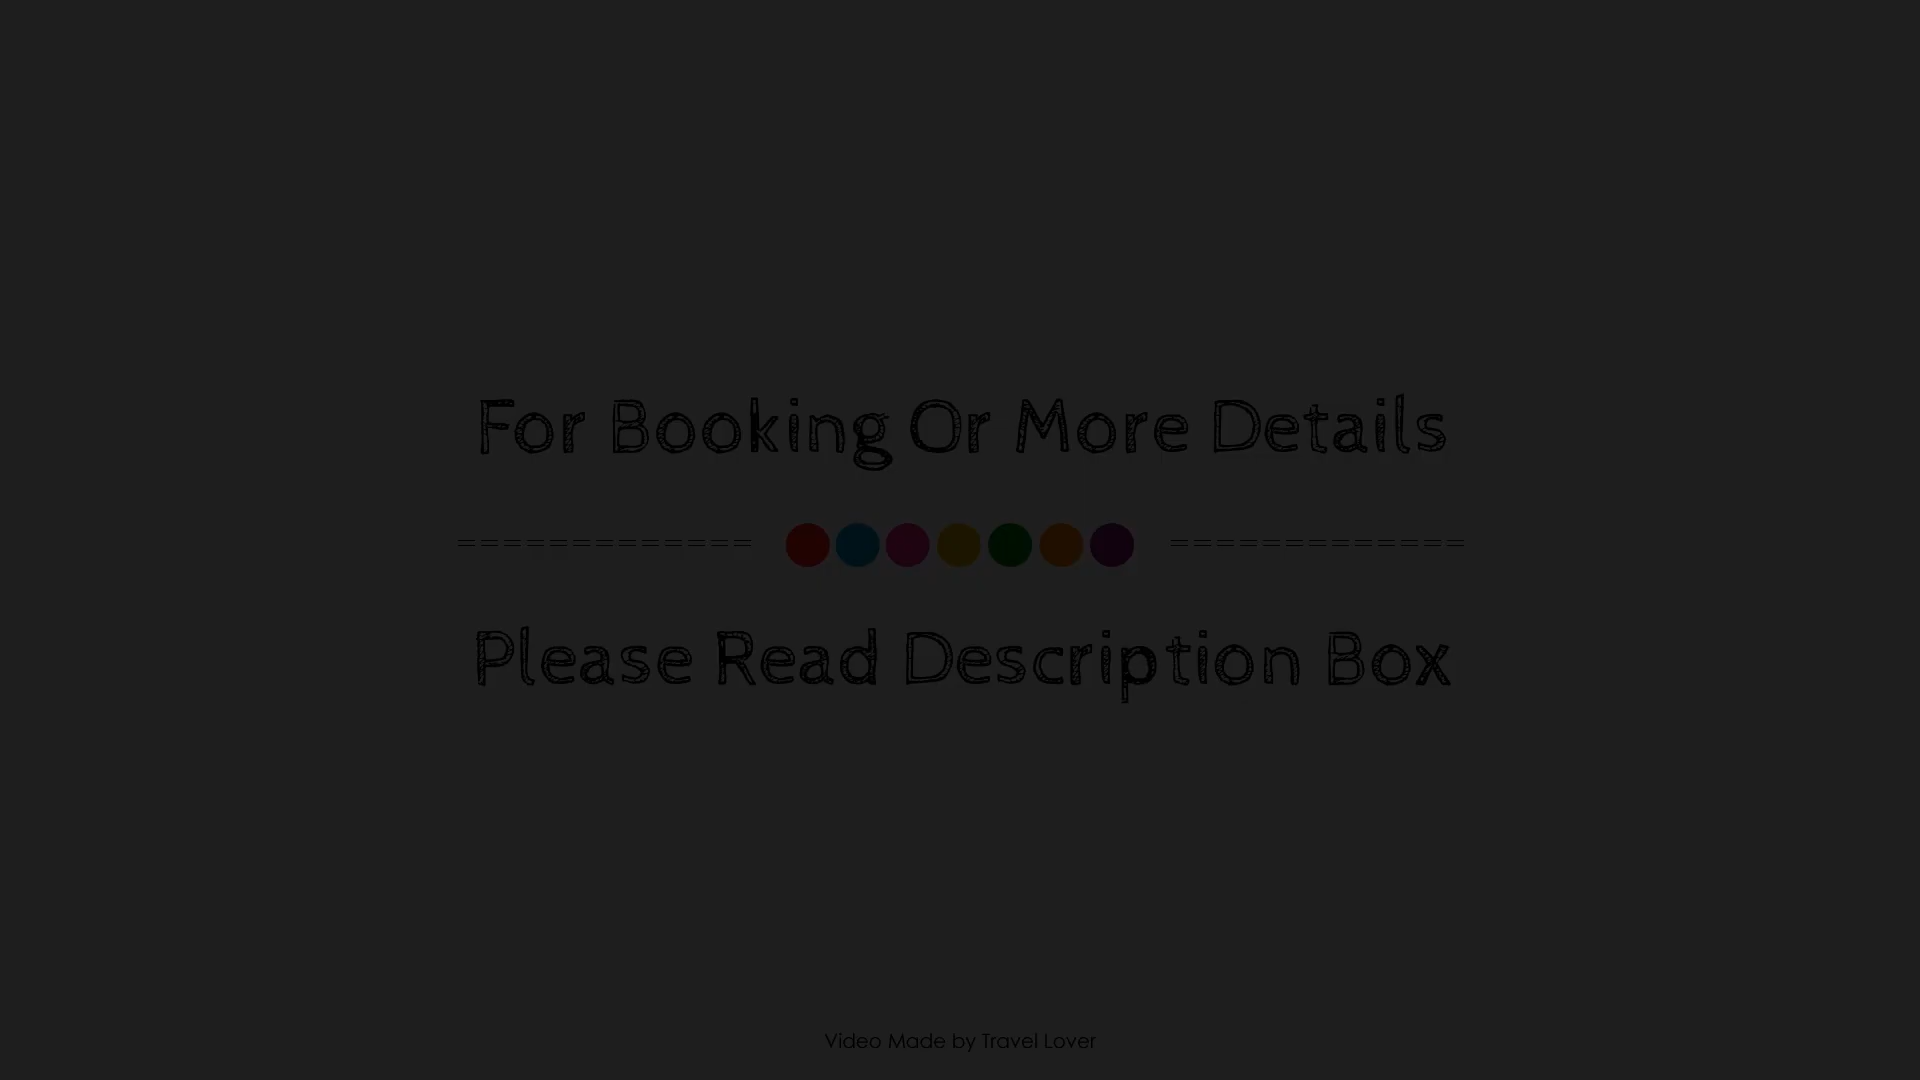 For Booking Or More Details
============= =============
Please Read Description Box
Video Made by Travel Lover